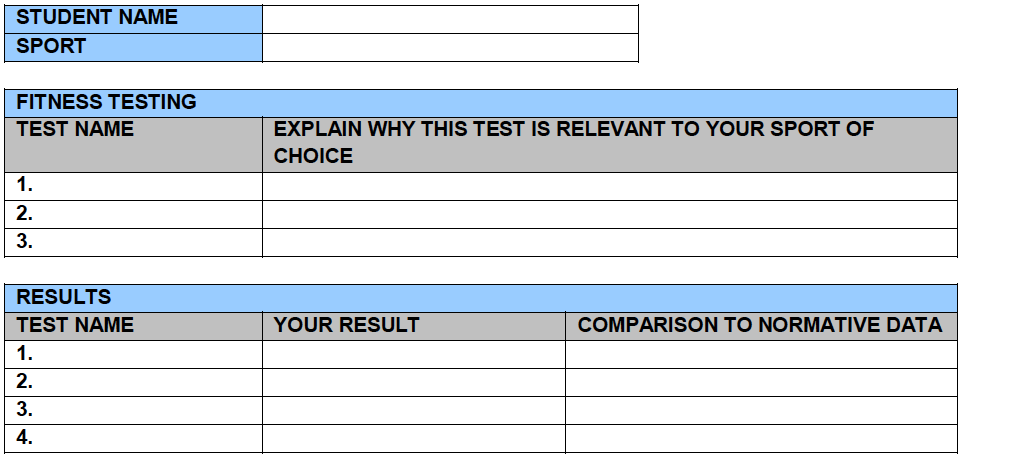 STUDENT NAME
SPORT
FITNESS TESTING
TEST NAME
EXPLAIN WHY THIS TEST IS RELEVANT TO YOUR SPORT OF
CHOICE
1.
2.
3.
RESULTS
TEST NAME
YOUR RESULT
COMPARISON TO NORMATIVE DATA
1.
2.
3.
4.